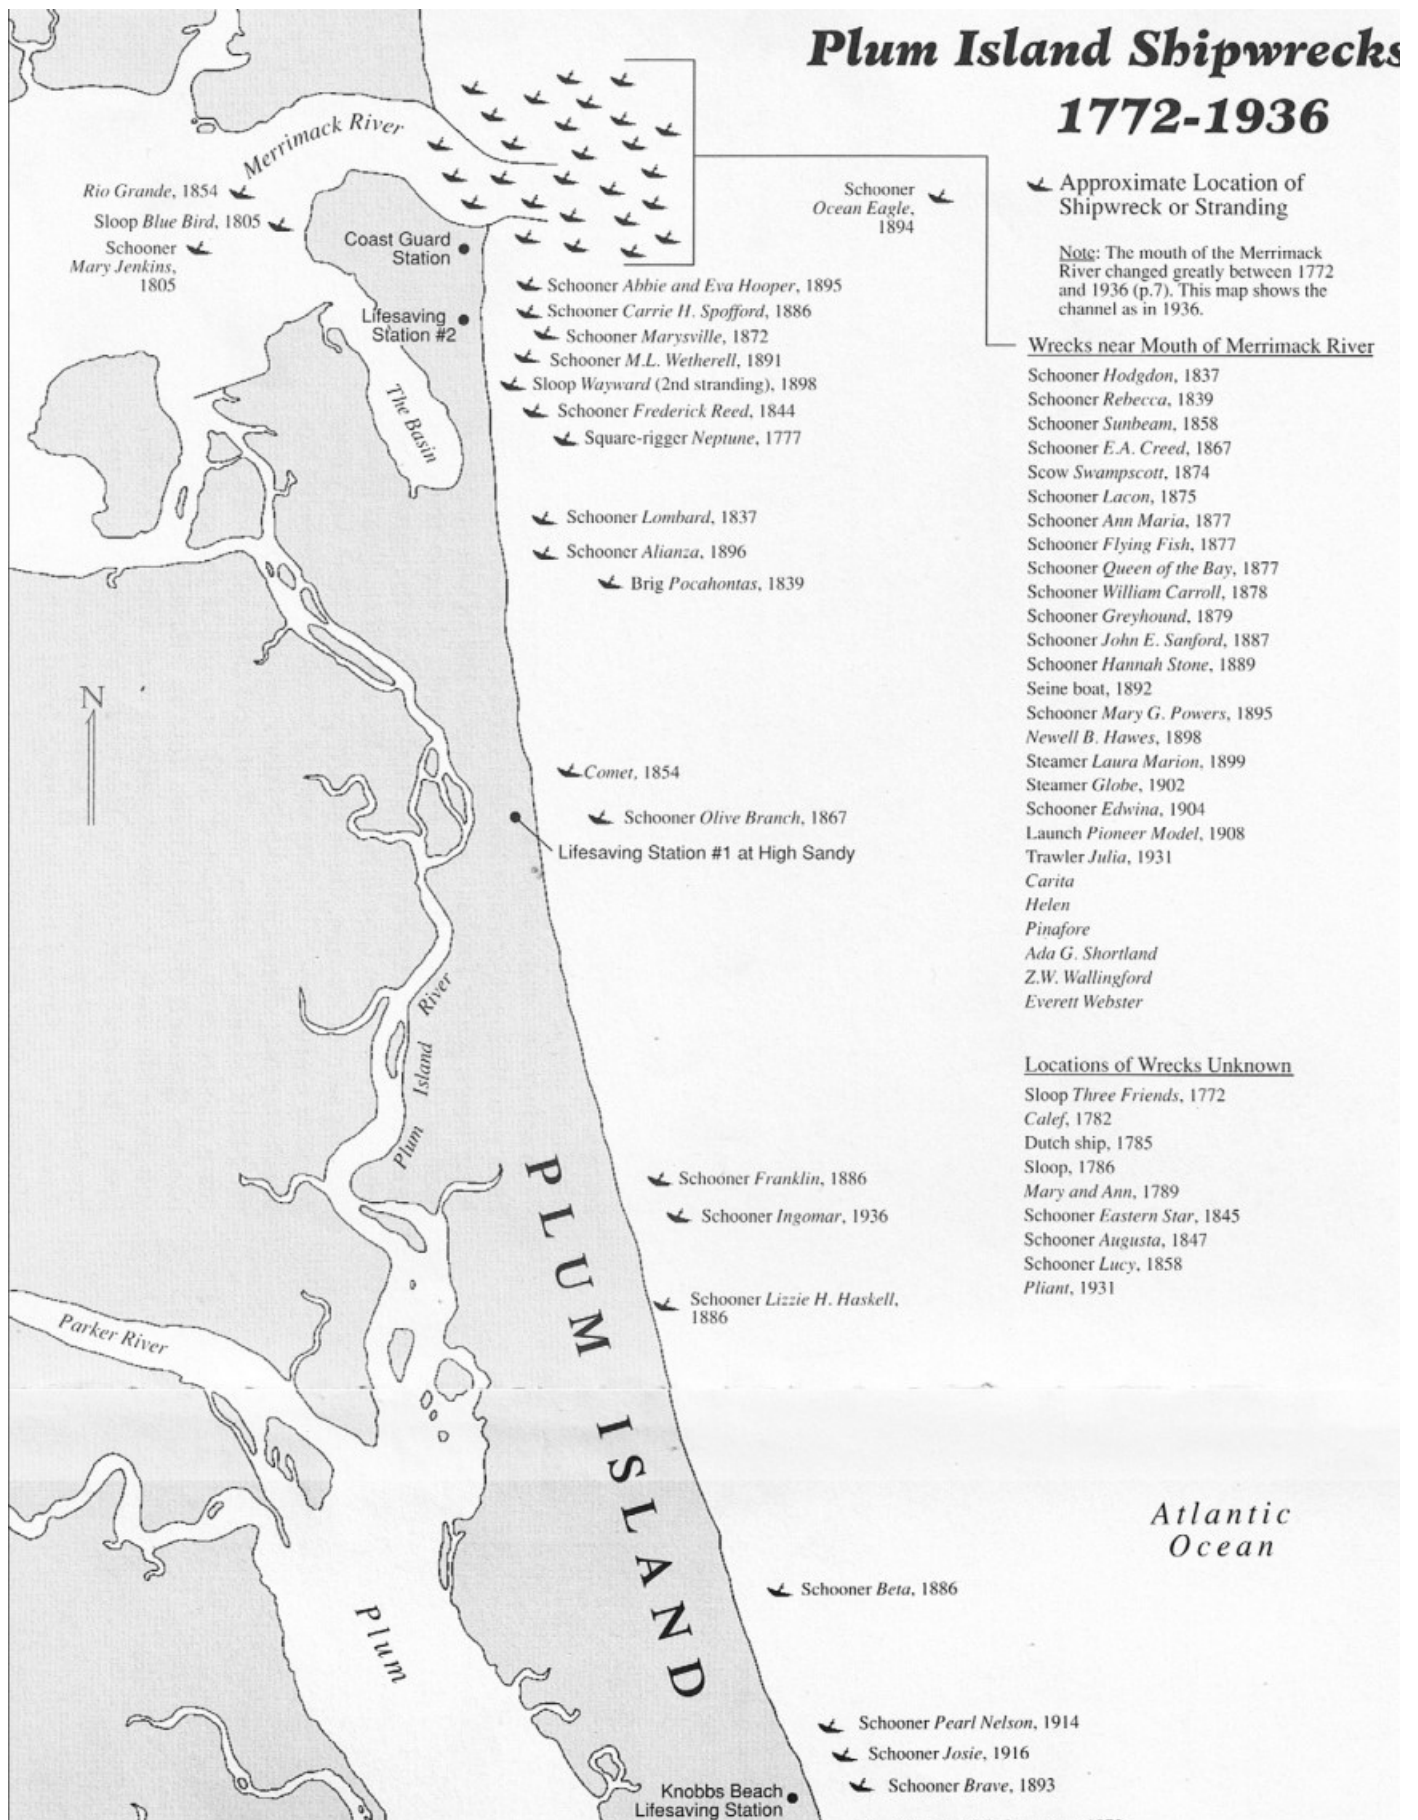 Plum Island Shipwrecks
1772-1936
Approximate Location of
Shipwreck or Stranding
Note: The mouth of the Merrimack
River changed greatly between 1772
and 1936 (p.7). This map shows the
channel as in 1936.
Merrimack River
Rio Grande, 1854
Sloop Blue Bird, 1805
Schooner
Mary Jenkins,
1805
Coast Guard
Station
Lifesaving
Station #2
The Basin
Schooner
Ocean Eagle,
1894
Schooner Abbie and Eva Hooper, 1895
Schooner Carrie H. Spofford, 1886
Schooner Marysville, 1872
Schooner M.L. Wetherell, 1891
Sloop Wayward (2nd stranding), 1898
Schooner Frederick Reed, 1844
Square-rigger Neptune, 1777
Schooner Lombard, 1837
Schooner Alianza, 1896
Brig Pocahontas, 1839
N
Comet, 1854
Schooner Olive Branch, 1867
Lifesaving Station #1 at High Sandy
Plum Island River
Schooner Franklin, 1886
Schooner Ingomar, 1936
Schooner Lizzie H. Haskell,
1886
PLUM ISLAND
Parker River
Plum
Schooner Beta, 1886
Schooner Pearl Nelson, 1914
Schooner Josie, 1916
Schooner Brave, 1893
Knobbs Beach
Lifesaving Station
Wrecks near Mouth of Merrimack River
Schooner Hodgdon, 1837
Schooner Rebecca, 1839
Schooner Sunbeam, 1858
Schooner E.A. Creed, 1867
Scow Swampscott, 1874
Schooner Lacon, 1875
Schooner Ann Maria, 1877
Schooner Flying Fish, 1877
Schooner Queen of the Bay, 1877
Schooner William Carroll, 1878
Schooner Greyhound, 1879
Schooner John E. Sanford, 1887
Schooner Hannah Stone, 1889
Seine boat, 1892
Schooner Mary G. Powers, 1895
Newell B. Hawes, 1898
Steamer Laura Marion, 1899
Steamer Globe, 1902
Schooner Edwina, 1904
Launch Pioneer Model, 1908
Trawler Julia, 1931
Carita
Helen
Pinafore
Ada G. Shortland
Z.W. Wallingford
Everett Webster
Locations of Wrecks Unknown
Sloop Three Friends, 1772
Calef, 1782
Dutch ship, 1785
Sloop, 1786
Mary and Ann, 1789
Schooner Eastern Star, 1845
Schooner Augusta, 1847
Schooner Lucy, 1858
Pliant, 1931
Atlantic
Ocean